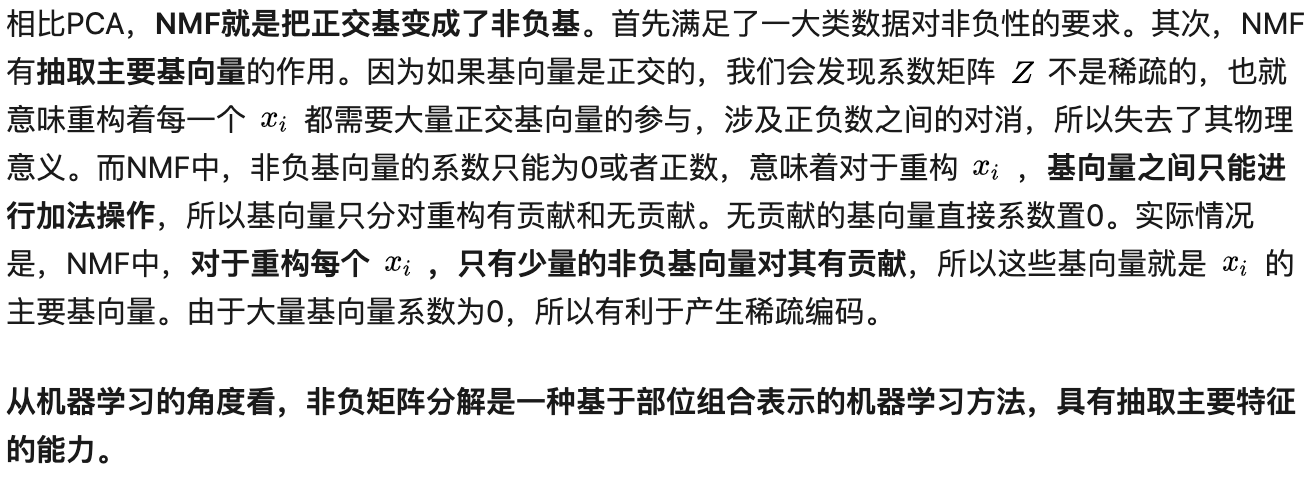 相比PCA，NMF就是把正交基变成了非负基。首先满足了一大类数据对非负性的要求。其次，NMF
有抽取主要基向量的作用。因为如果基向量是正交的，我们会发现系数矩阵 Z 不是稀疏的，也就
意味重构着每一个 xᵢ 都需要大量正交基向量的参与，涉及正负数之间的对消，所以失去了其物理
意义。而NMF中，非负基向量的系数只能为0或者正数，意味着对于重构 xᵢ ，基向量之间只能进
行加法操作，所以基向量只分对重构有贡献和无贡献。无贡献的基向量直接系数置0。实际情况
是，NMF中，对于重构每个 xᵢ ，只有少量的非负基向量对其有贡献，所以这些基向量就是 xᵢ 的
主要基向量。由于大量基向量系数为0，所以有利于产生稀疏编码。
从机器学习的角度看，非负矩阵分解是一种基于部位组合表示的机器学习方法，具有抽取主要特征
的能力。